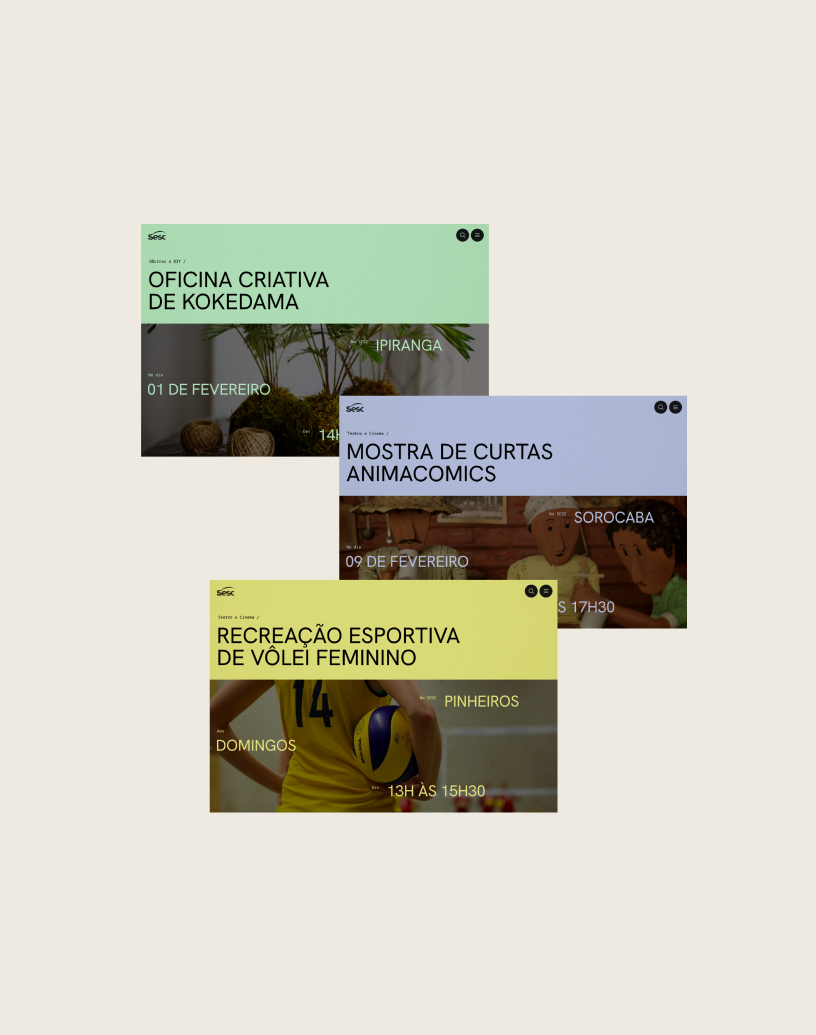 Sesc
Oficinas e DIY /
OFICINA CRIATIVA
DE KOKEDAMA
No SESC IPIRANGA
No dia
01 DE FEVEREIRO
Das 14H
Sesc
Teatro e Cinema /
MOSTRA DE CURTAS
ANIMACOMICS
No SESC SOROCABA
No dia
09 DE FEVEREIRO
S 17H30
Sesc
Teatro e Cinema /
RECREAÇÃO ESPORTIVA
DE VÔLEI FEMININO
14
No SESC PINHEIROS
Aos
DOMINGOS
Das 13H ÀS 15H30